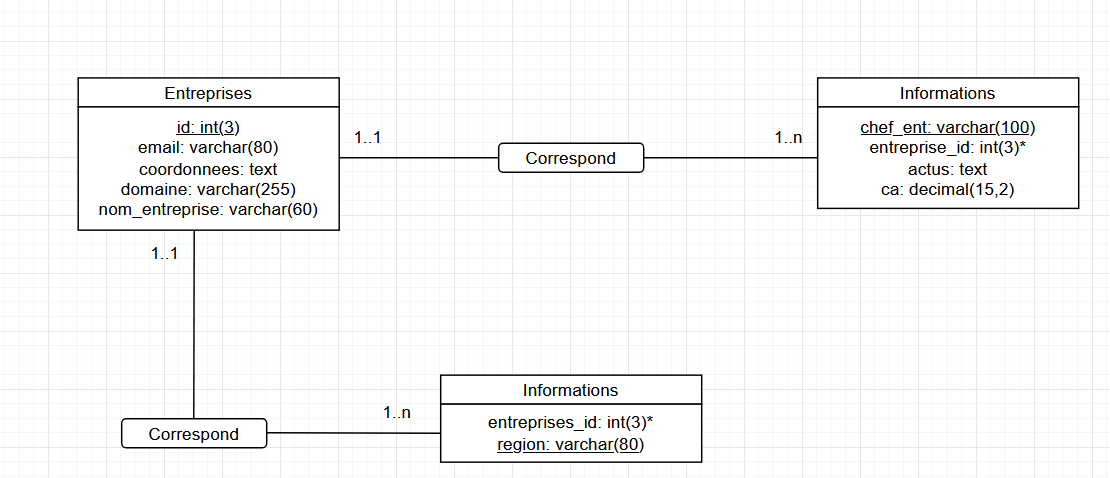 Entreprises
id: int(3)
email: varchar(80)
coordonnees: text
domaine: varchar(255)
nom_entreprise: varchar(60)
1..1
Correspond
1..n
Informations
chef_ent: varchar(100)
entreprise_id: int(3)*
actus: text
ca: decimal(15,2)
1..1
Correspond
1..n
Informations
entreprises_id: int(3)*
region: varchar(80)